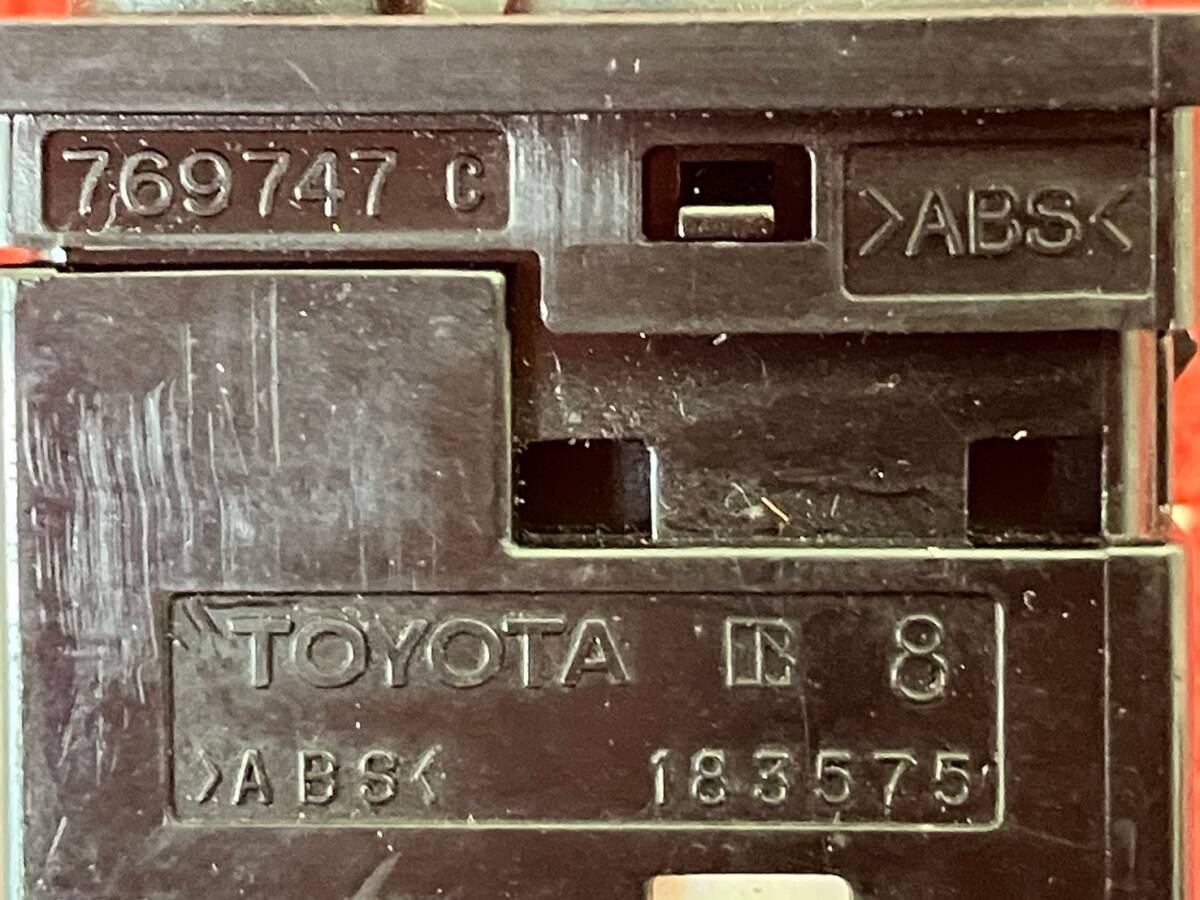 769747 C
>ABS<
TOYOTA 8
>ABS< 183575